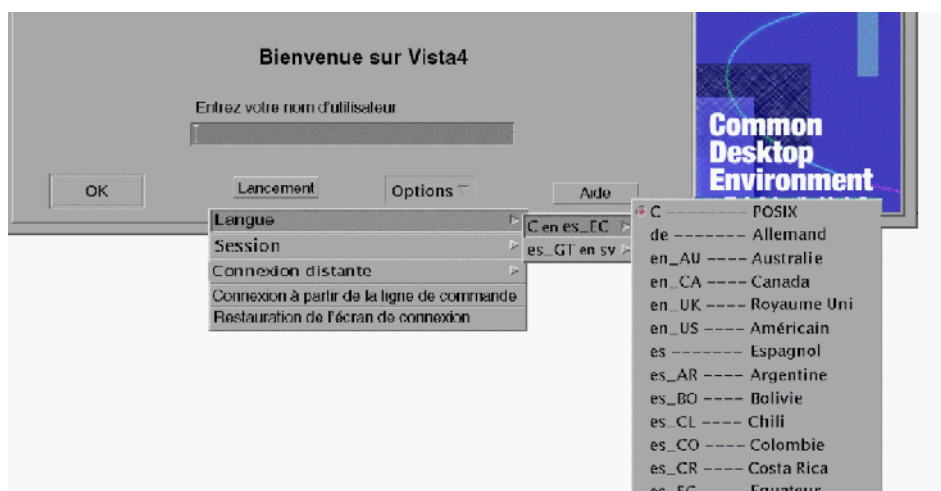 Bienvenue sur Vista4
Entrez votre nom d'utilisateur
OK
Lancement
Options
Aide
Common
Desktop
Environment
Langue
Session
Connexion distante
Connexion à partir de la ligne de commande
Restauration de l'écran de connexion
C en es_EC
es_GT en sv
C --------- POSIX
de ------- Allemand
en_AU ---- Australie
en_CA ---- Canada
en_UK ---- Royaume Uni
en_US ---- Américain
es ------- Espagnol
es_AR ---- Argentine
es_BO ---- Bolivie
es_CL ---- Chili
es_CO ---- Colombie
es_CR ---- Costa Rica
es_EC ---- Equateur